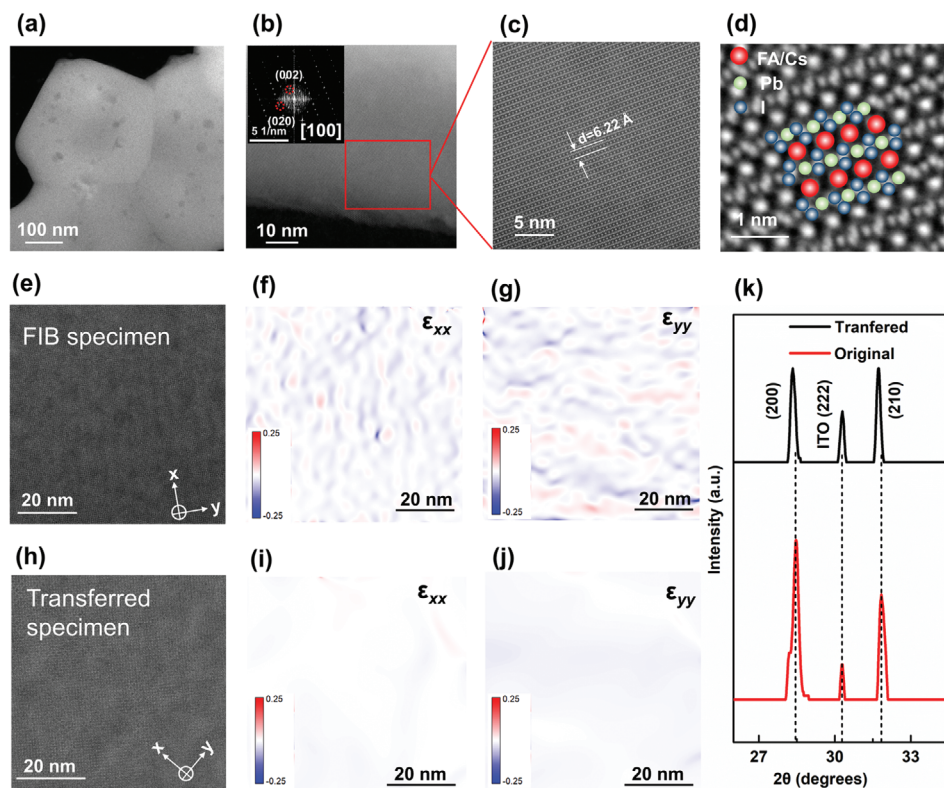 (a)
100 nm
(b)
(002)
(020)
5 1/nm
[100]
10 nm
(c)
d=6.22 Å
5 nm
(d)
FA/Cs
Pb
I
1 nm
(e)
FIB specimen
x
y
20 nm
(f)
εxx
0.25
-0.25
20 nm
(g)
εyy
0.25
-0.25
20 nm
(h)
Transferred
specimen
x
y
20 nm
(i)
εxx
0.25
-0.25
20 nm
(j)
εyy
0.25
-0.25
20 nm
(k)
Tranfered
Original
(200)
ITO (222)
(210)
Intensity (a.u.)
27
30
33
2θ (degrees)